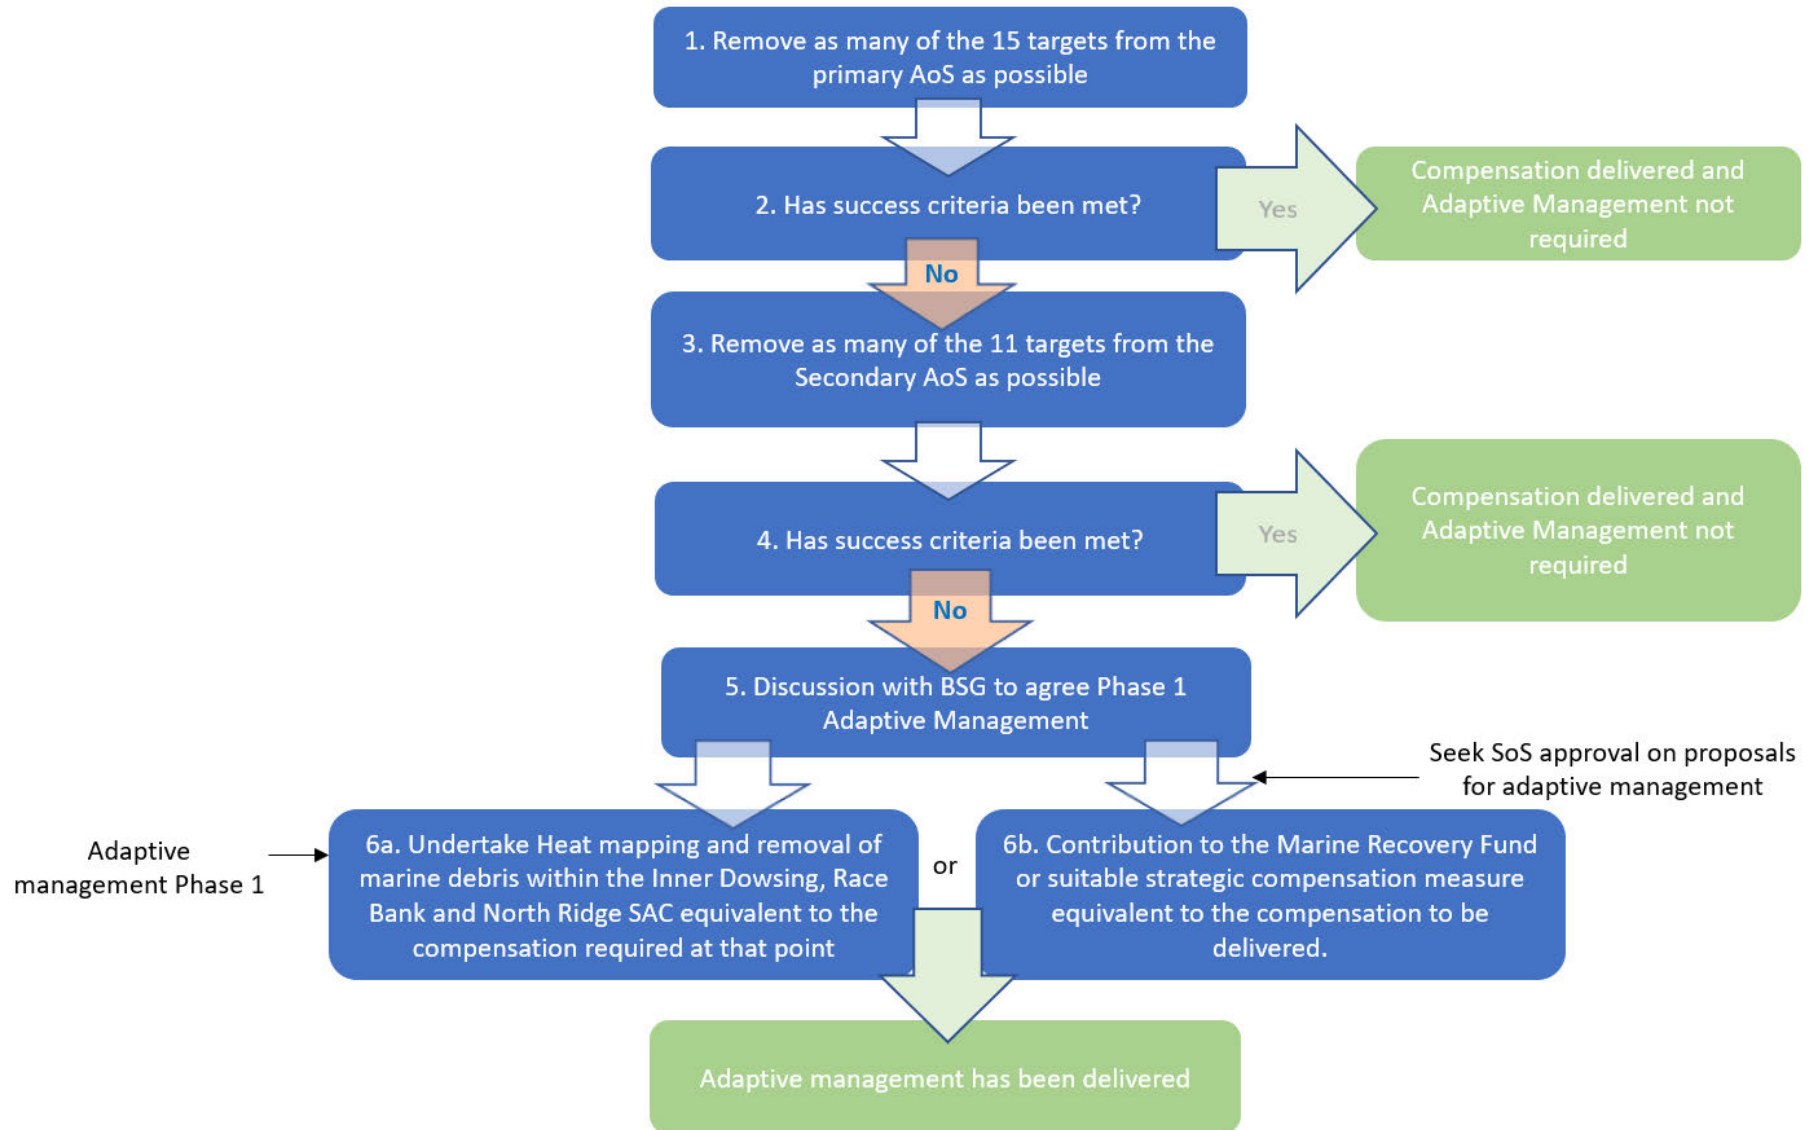 1. Remove as many of the 15 targets from the
primary AoS as possible
2. Has success criteria been met?
Yes
Compensation delivered and
Adaptive Management not
required
No
3. Remove as many of the 11 targets from the
Secondary AoS as possible
4. Has success criteria been met?
Yes
Compensation delivered and
Adaptive Management not
required
No
5. Discussion with BSG to agree Phase 1
Adaptive Management
Seek SoS approval on proposals
for adaptive management
Adaptive
management Phase 1
6a. Undertake Heat mapping and removal of
marine debris within the Inner Dowsing, Race
Bank and North Ridge SAC equivalent to the
compensation required at that point
or
6b. Contribution to the Marine Recovery Fund
or suitable strategic compensation measure
equivalent to the compensation to be
delivered.
Adaptive management has been delivered